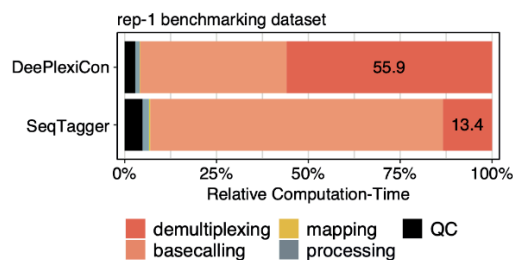 rep-1 benchmarking dataset
DeePlexiCon
55.9
SeqTagger
13.4
0% 25% 50% 75% 100%
Relative Computation-Time
demultiplexing mapping QC
basecalling processing